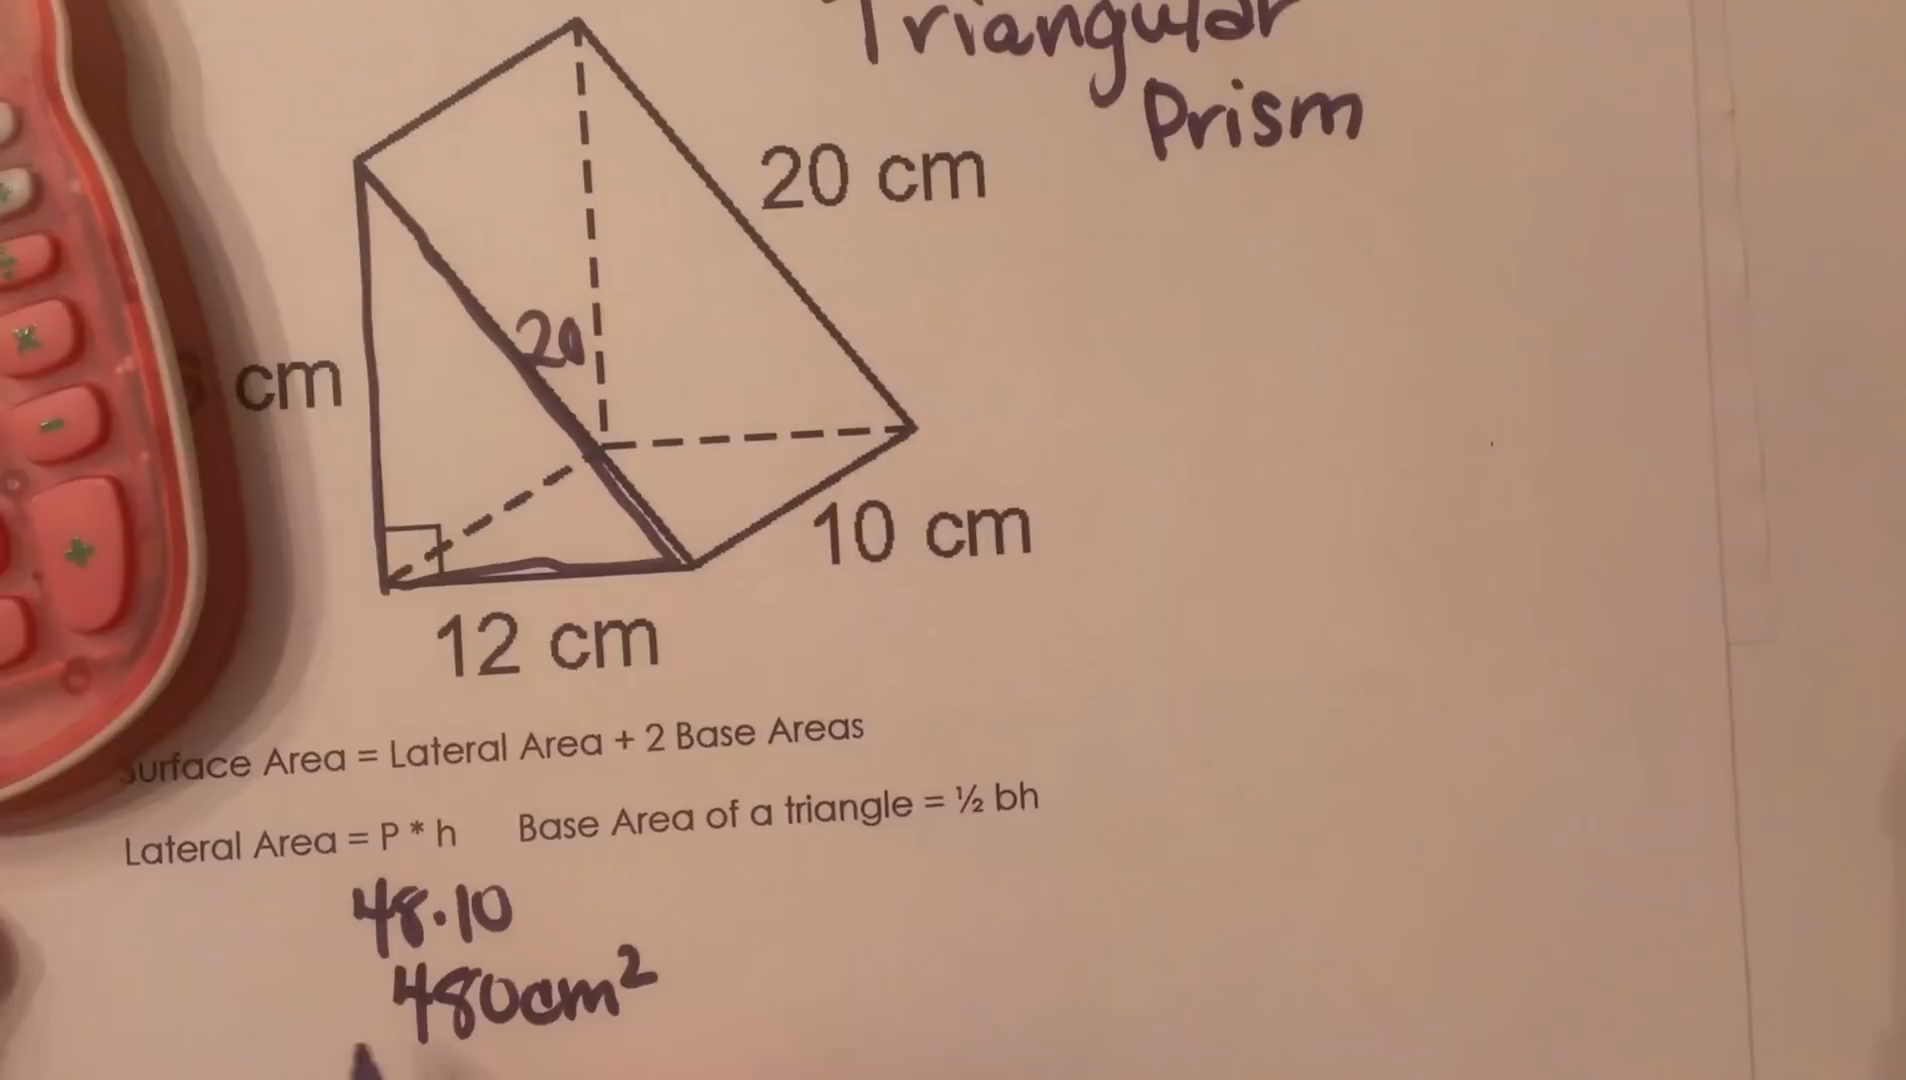 Triangular
Prism
20 cm
20
cm
10 cm
12 cm
Surface Area = Lateral Area + 2 Base Areas
Lateral Area = P * h Base Area of a triangle = ½ bh
48.10
480cm²